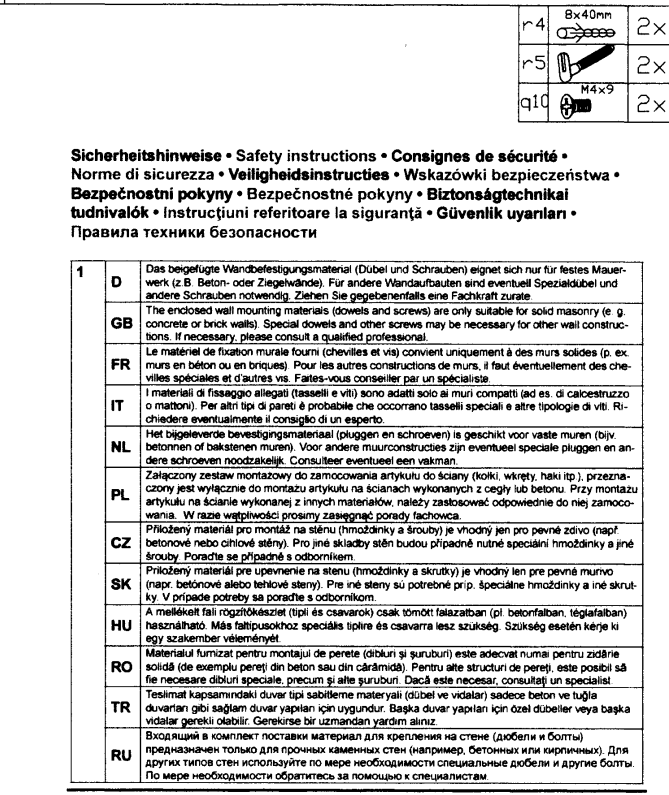 r4 8x40mm 2x
r5 2x
q10 M4x9 2x
Sicherheitshinweise • Safety instructions • Consignes de sécurité •
Norme di sicurezza • Veiligheidsinstructies • Wskazówki bezpieczeństwa •
Bezpečnostní pokyny • Bezpečnostné pokyny • Biztonságtechnikai
tudnivalók • Instrucţiuni referitoare la siguranţă • Güvenlik uyarıları •
Правила техники безопасности
1
D
Das beigefügte Wandbefestigungsmaterial (Dübel und Schrauben) eignet sich nur für festes Mauer-
werk (z.B. Beton- oder Ziegelwände). Für andere Wandaufbauten sind eventuell Spezialdübel und
andere Schrauben notwendig. Ziehen Sie gegebenenfalls eine Fachkraft zurate.
GB
The enclosed wall mounting materials (dowels and screws) are only suitable for solid masonry (e. g.
concrete or brick walls). Special dowels and other screws may be necessary for other wall construc-
tions. If necessary, please consult a qualified professional.
FR
Le matériel de fixation murale fourni (chevilles et vis) convient uniquement à des murs solides (p. ex.
murs en béton ou en briques). Pour les autres constructions de murs, il faut éventuellement des che-
villes spéciales et d'autres vis. Faites-vous conseiller par un spécialiste.
IT
I materiali di fissaggio allegati (tasselli e viti) sono adatti solo ai muri compatti (ad es. di calcestruzzo
o mattoni). Per altri tipi di pareti è probabile che occorrano tasselli speciali e altre tipologie di viti. Ri-
chiedere eventualmente il consiglio di un esperto.
NL
Het bijgeleverde bevestigingsmateriaal (pluggen en schroeven) is geschikt voor vaste muren (bijv.
betonnen of bakstenen muren). Voor andere muurconstructies zijn eventueel speciale pluggen en an-
dere schroeven noodzakelijk. Consulteer eventueel een vakman.
PL
Załączony zestaw montażowy do zamocowania artykułu do ściany (kołki, wkręty, haki itp.), przezna-
czony jest wyłącznie do montażu artykułu na ścianach wykonanych z cegły lub betonu. Przy montażu
artykułu na ścianie wykonanej z innych materiałów, należy zastosować odpowiednie do niej zamoco-
wania. W razie wątpliwości prosimy zasięgnąć porady fachowca.
CZ
Přiložený materiál pro montáž na stěnu (hmoždinky a šrouby) je vhodný jen pro pevné zdivo (např.
betonové nebo cihlové stěny). Pro jiné skladby stěn budou případně nutné speciální hmoždinky a jiné
šrouby. Poraďte se případně s odborníkem.
SK
Priložený materiál pre upevnenie na stenu (hmoždinky a skrutky) je vhodný len pre pevné murivo
(napr. betónové alebo tehlové steny). Pre iné steny sú potrebné príp. špeciálne hmoždinky a iné skrut-
ky. V prípade potreby sa poraďte s odborníkom.
HU
A mellékelt fali rögzítőkészlet (tipli és csavarok) csak tömött falazatban (pl. betonfalban, téglafalban)
használható. Más faltípusokhoz speciális tiplire és csavarra lesz szükség. Szükség esetén kérje ki
egy szakember véleményét.
RO
Materialul furnizat pentru montajul de perete (dibluri şi şuruburi) este adecvat numai pentru zidărie
solidă (de exemplu pereţi din beton sau din cărămidă). Pentru alte structuri de pereţi, este posibil să
fie necesare dibluri speciale, precum şi alte şuruburi. Dacă este necesar, consultaţi un specialist.
TR
Teslimat kapsamındaki duvar tipi sabitleme materyali (dübel ve vidalar) sadece beton ve tuğla
duvarları gibi sağlam duvar yapıları için uygundur. Başka duvar yapıları için özel dübeller veya başka
vidalar gerekli olabilir. Gerekirse bir uzmandan yardım alınız.
RU
Входящий в комплект поставки материал для крепления на стене (дюбели и болты)
предназначен только для прочных каменных стен (например, бетонных или кирпичных). Для
других типов стен используйте по мере необходимости специальные дюбели и другие болты.
По мере необходимости обратитесь за помощью к специалистам.